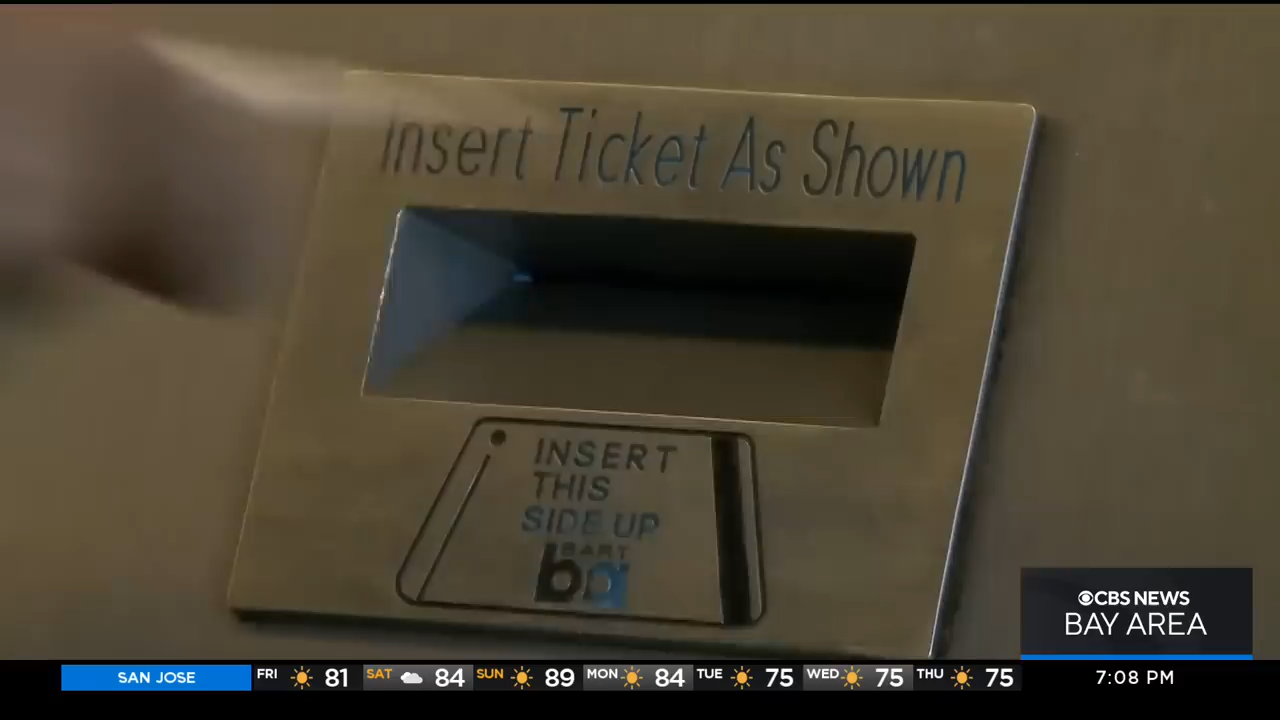 Insert Ticket As Shown
INSERT
THIS
SIDE UP
BART
ba
CBS NEWS
BAY AREA
SAN JOSE FRI 81 SAT 84 SUN 89 MON 84 TUE 75 WED 75 THU 75 7:08 PM